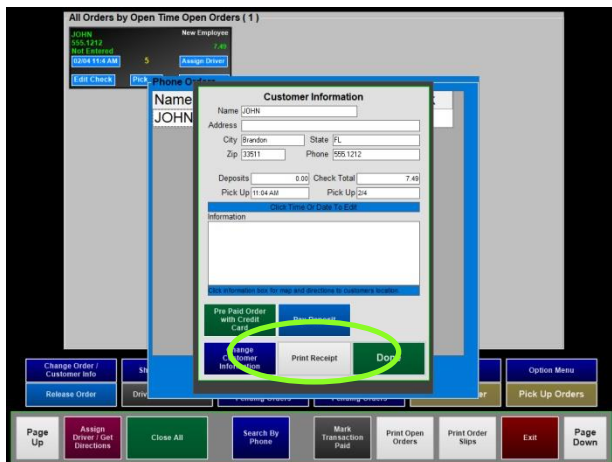 All Orders by Open Time Open Orders ( 1 )
JOHN New Employee
555.1212
7.49
Not Entered
02/04 11:4 AM 5 Assign Driver
Edit Check Pick
Phone Or
Name
JOHN
Customer Information
Name JOHN
Address
City Brandon State FL
Zip 33511 Phone 555.1212
Deposits 0.00 Check Total 7.49
Pick Up 11:04 AM Pick Up 2/4
Click Time Or Date To Edit
Information
Click information box for map and directions to customers location.
Pre Paid Order with Credit Card
Change Customer Information Print Receipt Done
Change Order / Customer Info Sh Option Menu
Release Order Driv Pending Orders Pending Orders er Pick Up Orders
Page Up Assign Driver / Get Directions Close All Search By Phone Mark Transaction Paid Print Open Orders Print Order Slips Exit Page Down